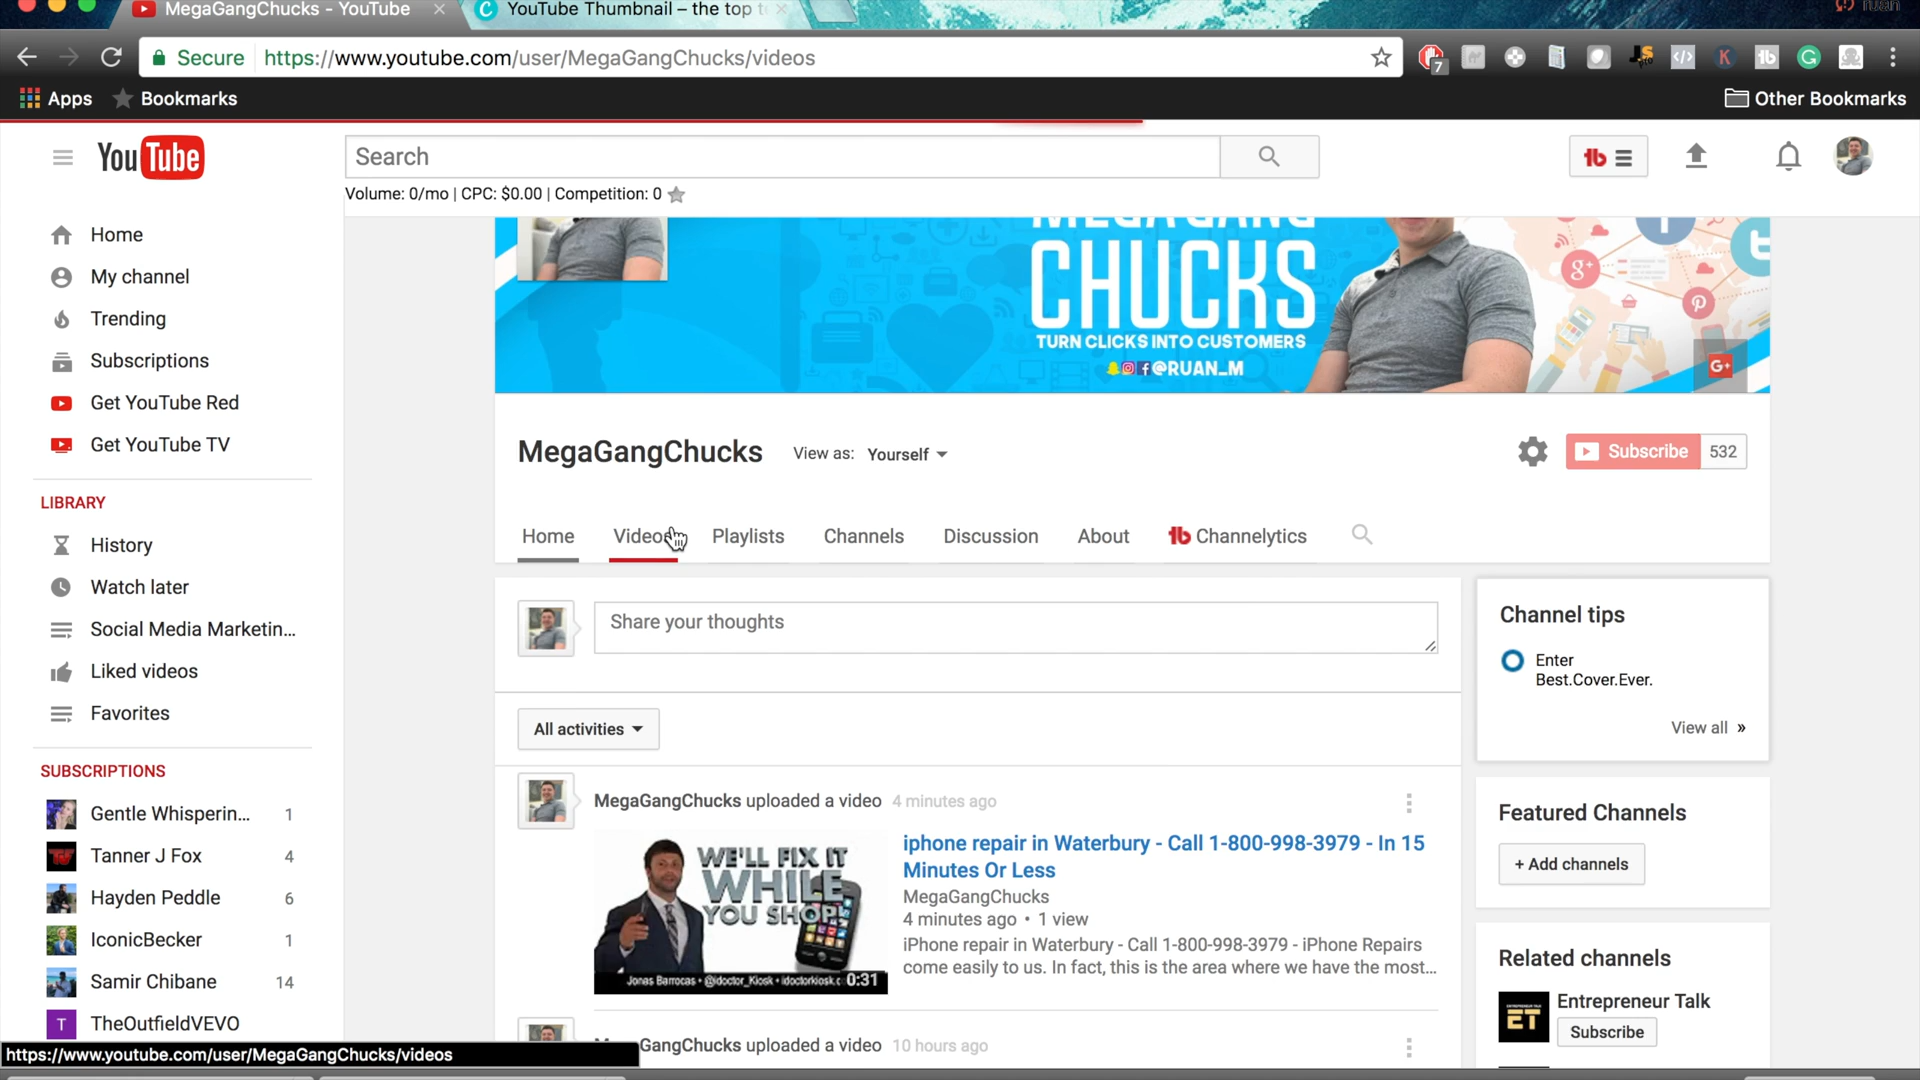 MegaGangChucks - YouTube
YouTube Thumbnail – the top t
ruan
Secure https://www.youtube.com/user/MegaGangChucks/videos
7
Apps Bookmarks
Other Bookmarks
YouTube
Search
Volume: 0/mo | CPC: $0.00 | Competition: 0
Home
My channel
Trending
Subscriptions
Get YouTube Red
Get YouTube TV
LIBRARY
History
Watch later
Social Media Marketin...
Liked videos
Favorites
SUBSCRIPTIONS
Gentle Whisperin... 1
Tanner J Fox 4
Hayden Peddle 6
IconicBecker 1
Samir Chibane 14
T TheOutfieldVEVO
https://www.youtube.com/user/MegaGangChucks/videos
MEGAGANG
CHUCKS
TURN CLICKS INTO CUSTOMERS
@RUAN_M
G+
MegaGangChucks View as: Yourself
Subscribe 532
Home Videos Playlists Channels Discussion About Channelytics
Share your thoughts
All activities
MegaGangChucks uploaded a video 4 minutes ago
WE'LL FIX IT
WHILE
YOU SHOP!
Jonas Barrocas • @idoctor_Kiosk • idoctorkiosk.c 0:31
iphone repair in Waterbury - Call 1-800-998-3979 - In 15
Minutes Or Less
MegaGangChucks
4 minutes ago • 1 view
iPhone repair in Waterbury - Call 1-800-998-3979 - iPhone Repairs
come easily to us. In fact, this is the area where we have the most...
GangChucks uploaded a video 10 hours ago
Channel tips
Enter
Best.Cover.Ever.
View all »
Featured Channels
+ Add channels
Related channels
ET
Entrepreneur Talk
Subscribe